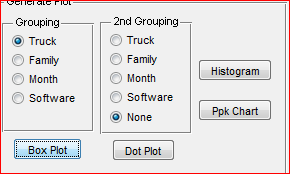 Generate Plot
Grouping
Truck
Family
Month
Software
2nd Grouping
Truck
Family
Month
Software
None
Histogram
Ppk Chart
Box Plot
Dot Plot